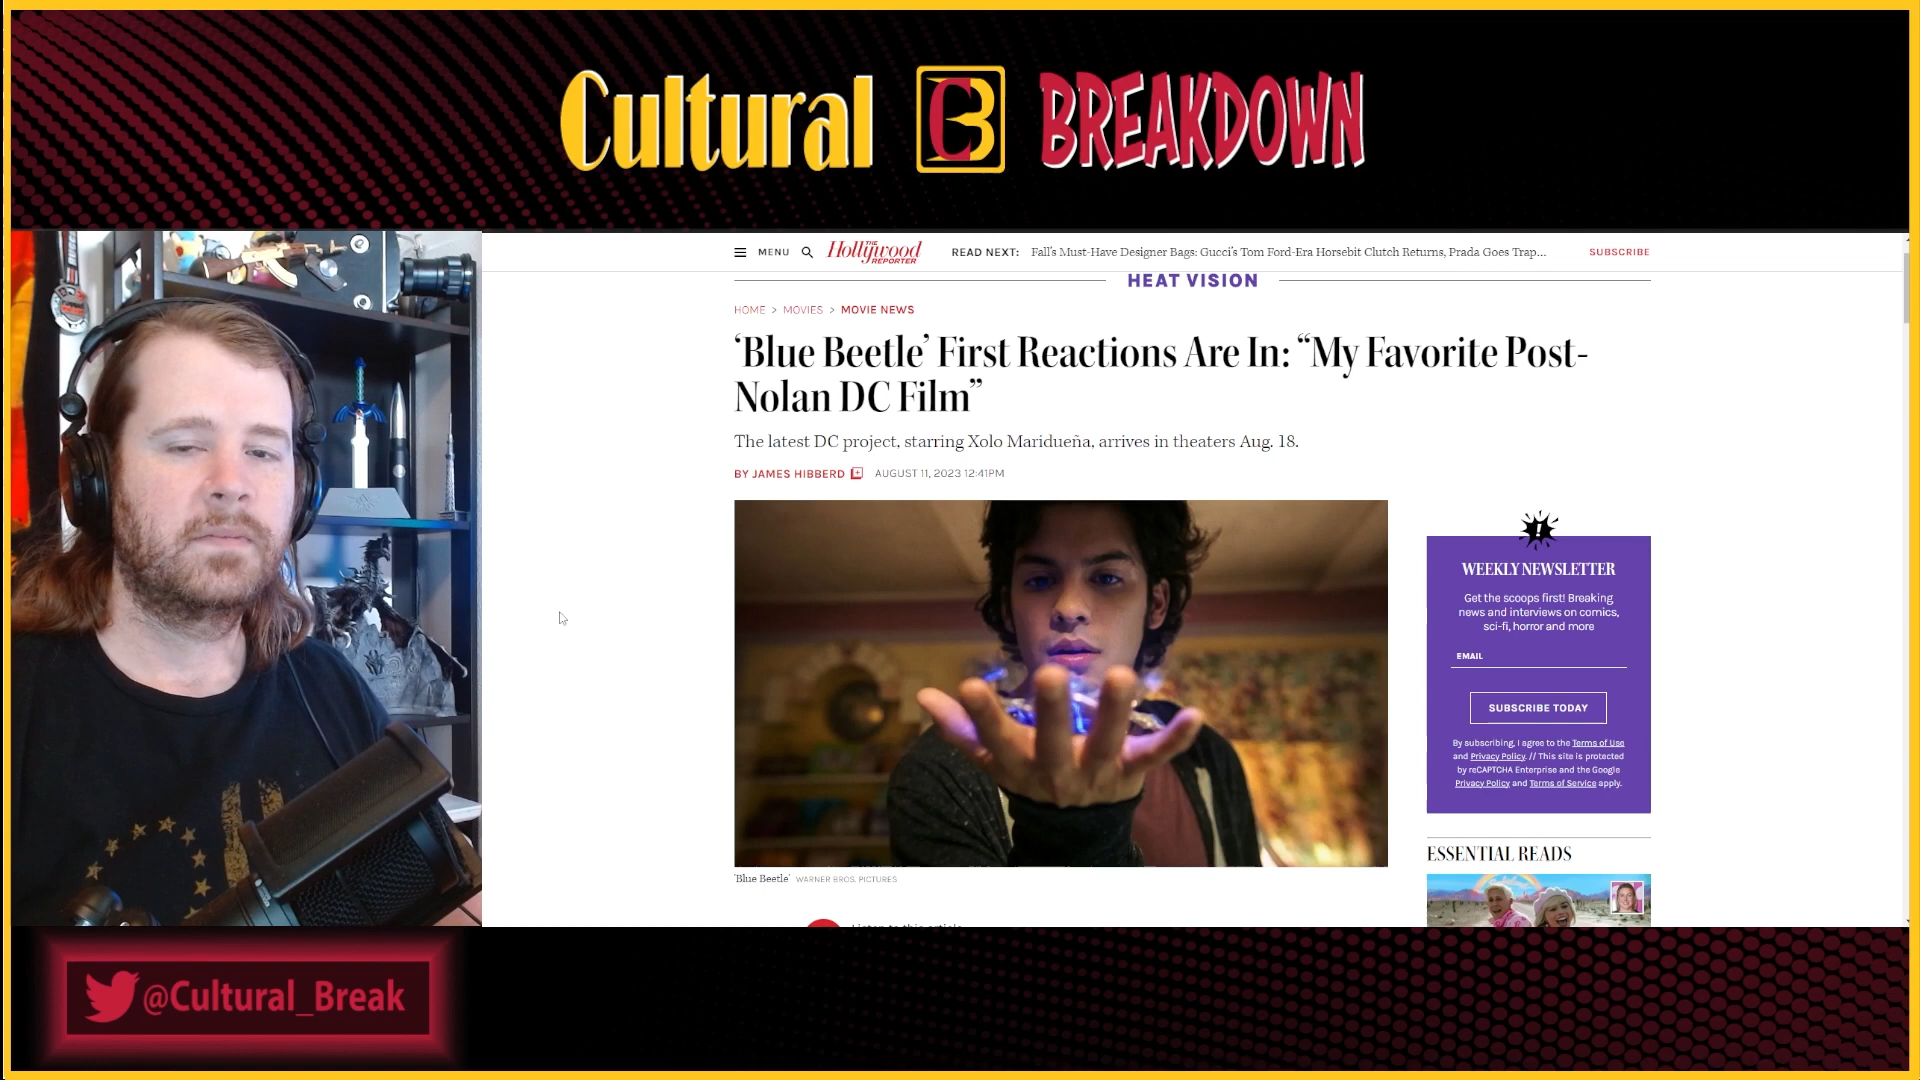 Cultural CB BREAKDOWN
MENU
The Hollywood REPORTER
READ NEXT: Fall's Must-Have Designer Bags: Gucci's Tom Ford-Era Horsebit Clutch Returns, Prada Goes Trap...
SUBSCRIBE
HEAT VISION
HOME > MOVIES > MOVIE NEWS
‘Blue Beetle’ First Reactions Are In: “My Favorite Post-
Nolan DC Film”
The latest DC project, starring Xolo Maridueña, arrives in theaters Aug. 18.
BY JAMES HIBBERD AUGUST 11, 2023 12:41PM
'Blue Beetle' WARNER BROS. PICTURES
Listen to this article
!
WEEKLY NEWSLETTER
Get the scoops first! Breaking
news and interviews on comics,
sci-fi, horror and more
EMAIL
SUBSCRIBE TODAY
By subscribing, I agree to the Terms of Use
and Privacy Policy. // This site is protected
by reCAPTCHA Enterprise and the Google
Privacy Policy and Terms of Service apply.
ESSENTIAL READS
@Cultural_Break